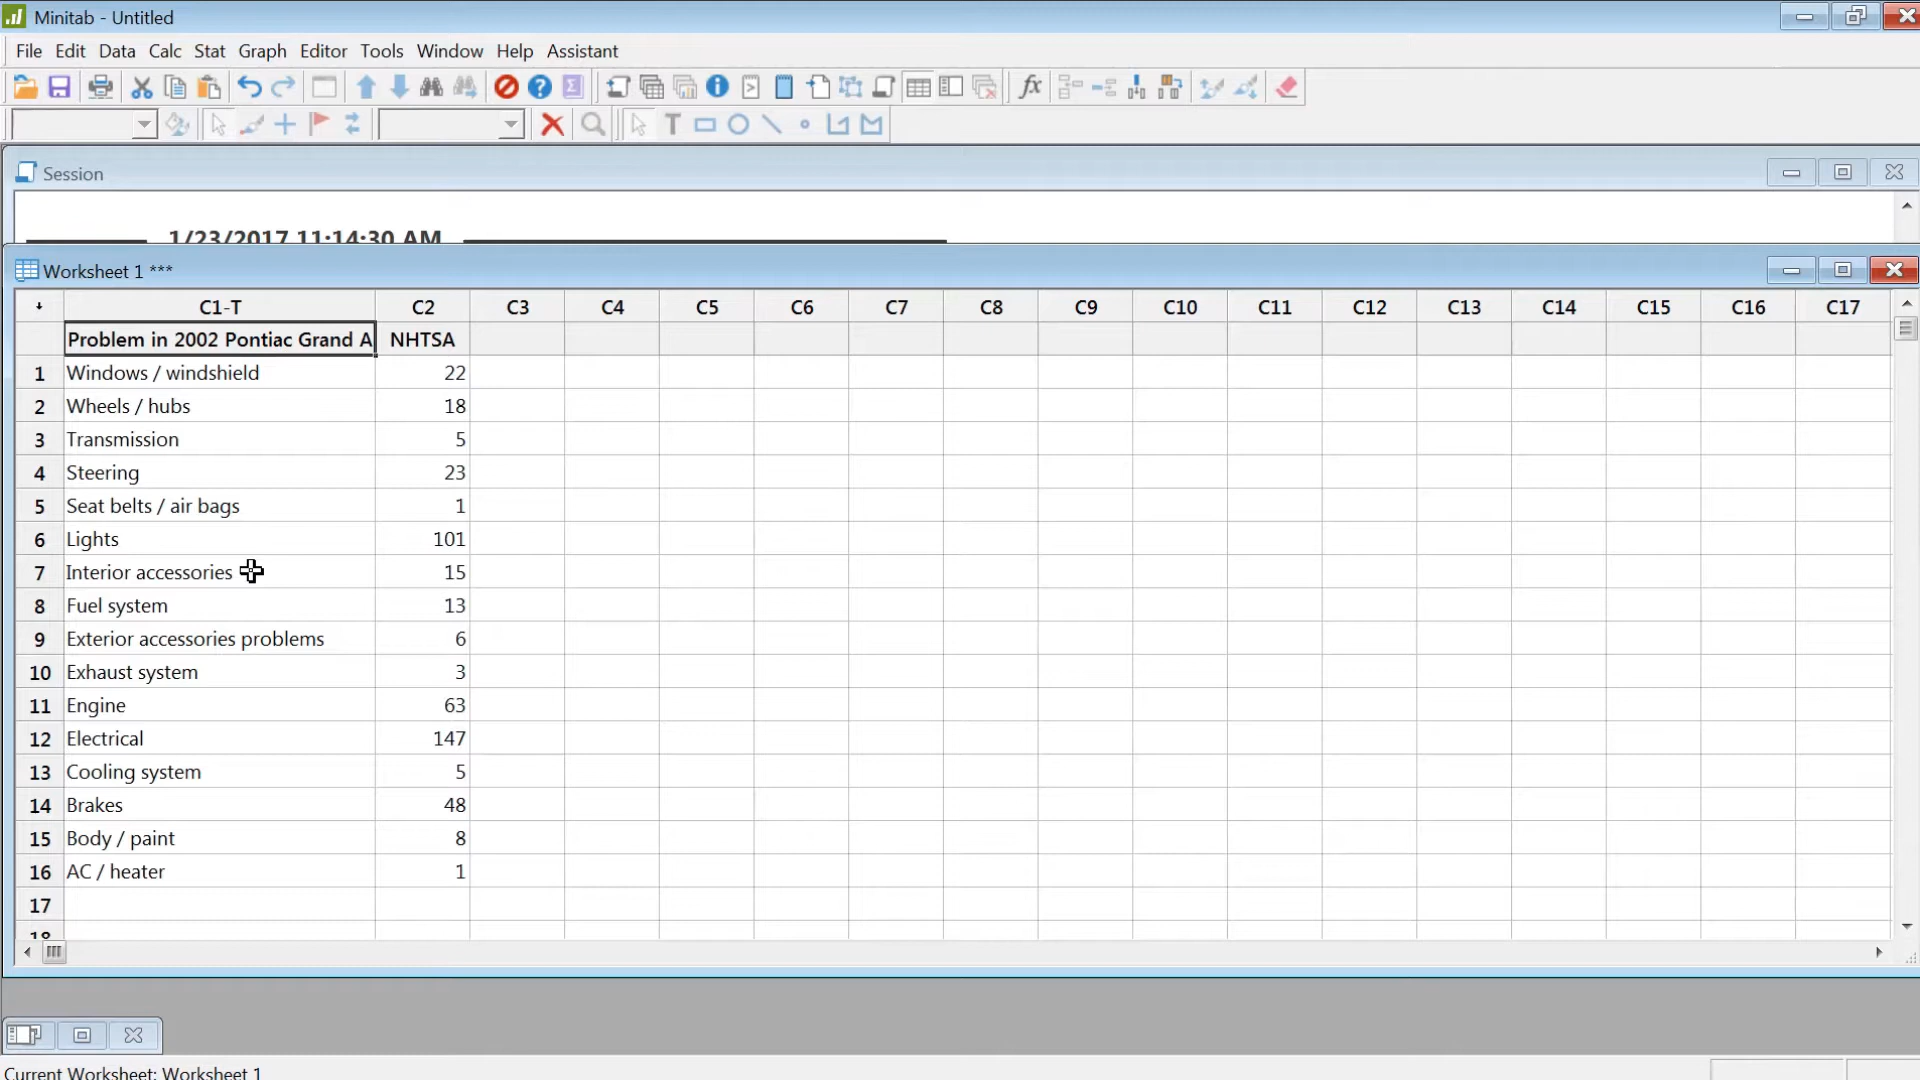 Minitab - Untitled
File Edit Data Calc Stat Graph Editor Tools Window Help Assistant
Session
1/23/2017 11:14:30 AM
Worksheet 1 ***
C1-T C2 C3 C4 C5 C6 C7 C8 C9 C10 C11 C12 C13 C14 C15 C16 C17
Problem in 2002 Pontiac Grand A NHTSA
1 Windows / windshield 22
2 Wheels / hubs 18
3 Transmission 5
4 Steering 23
5 Seat belts / air bags 1
6 Lights 101
7 Interior accessories 15
8 Fuel system 13
9 Exterior accessories problems 6
10 Exhaust system 3
11 Engine 63
12 Electrical 147
13 Cooling system 5
14 Brakes 48
15 Body / paint 8
16 AC / heater 1
17
18
Current Worksheet: Worksheet 1